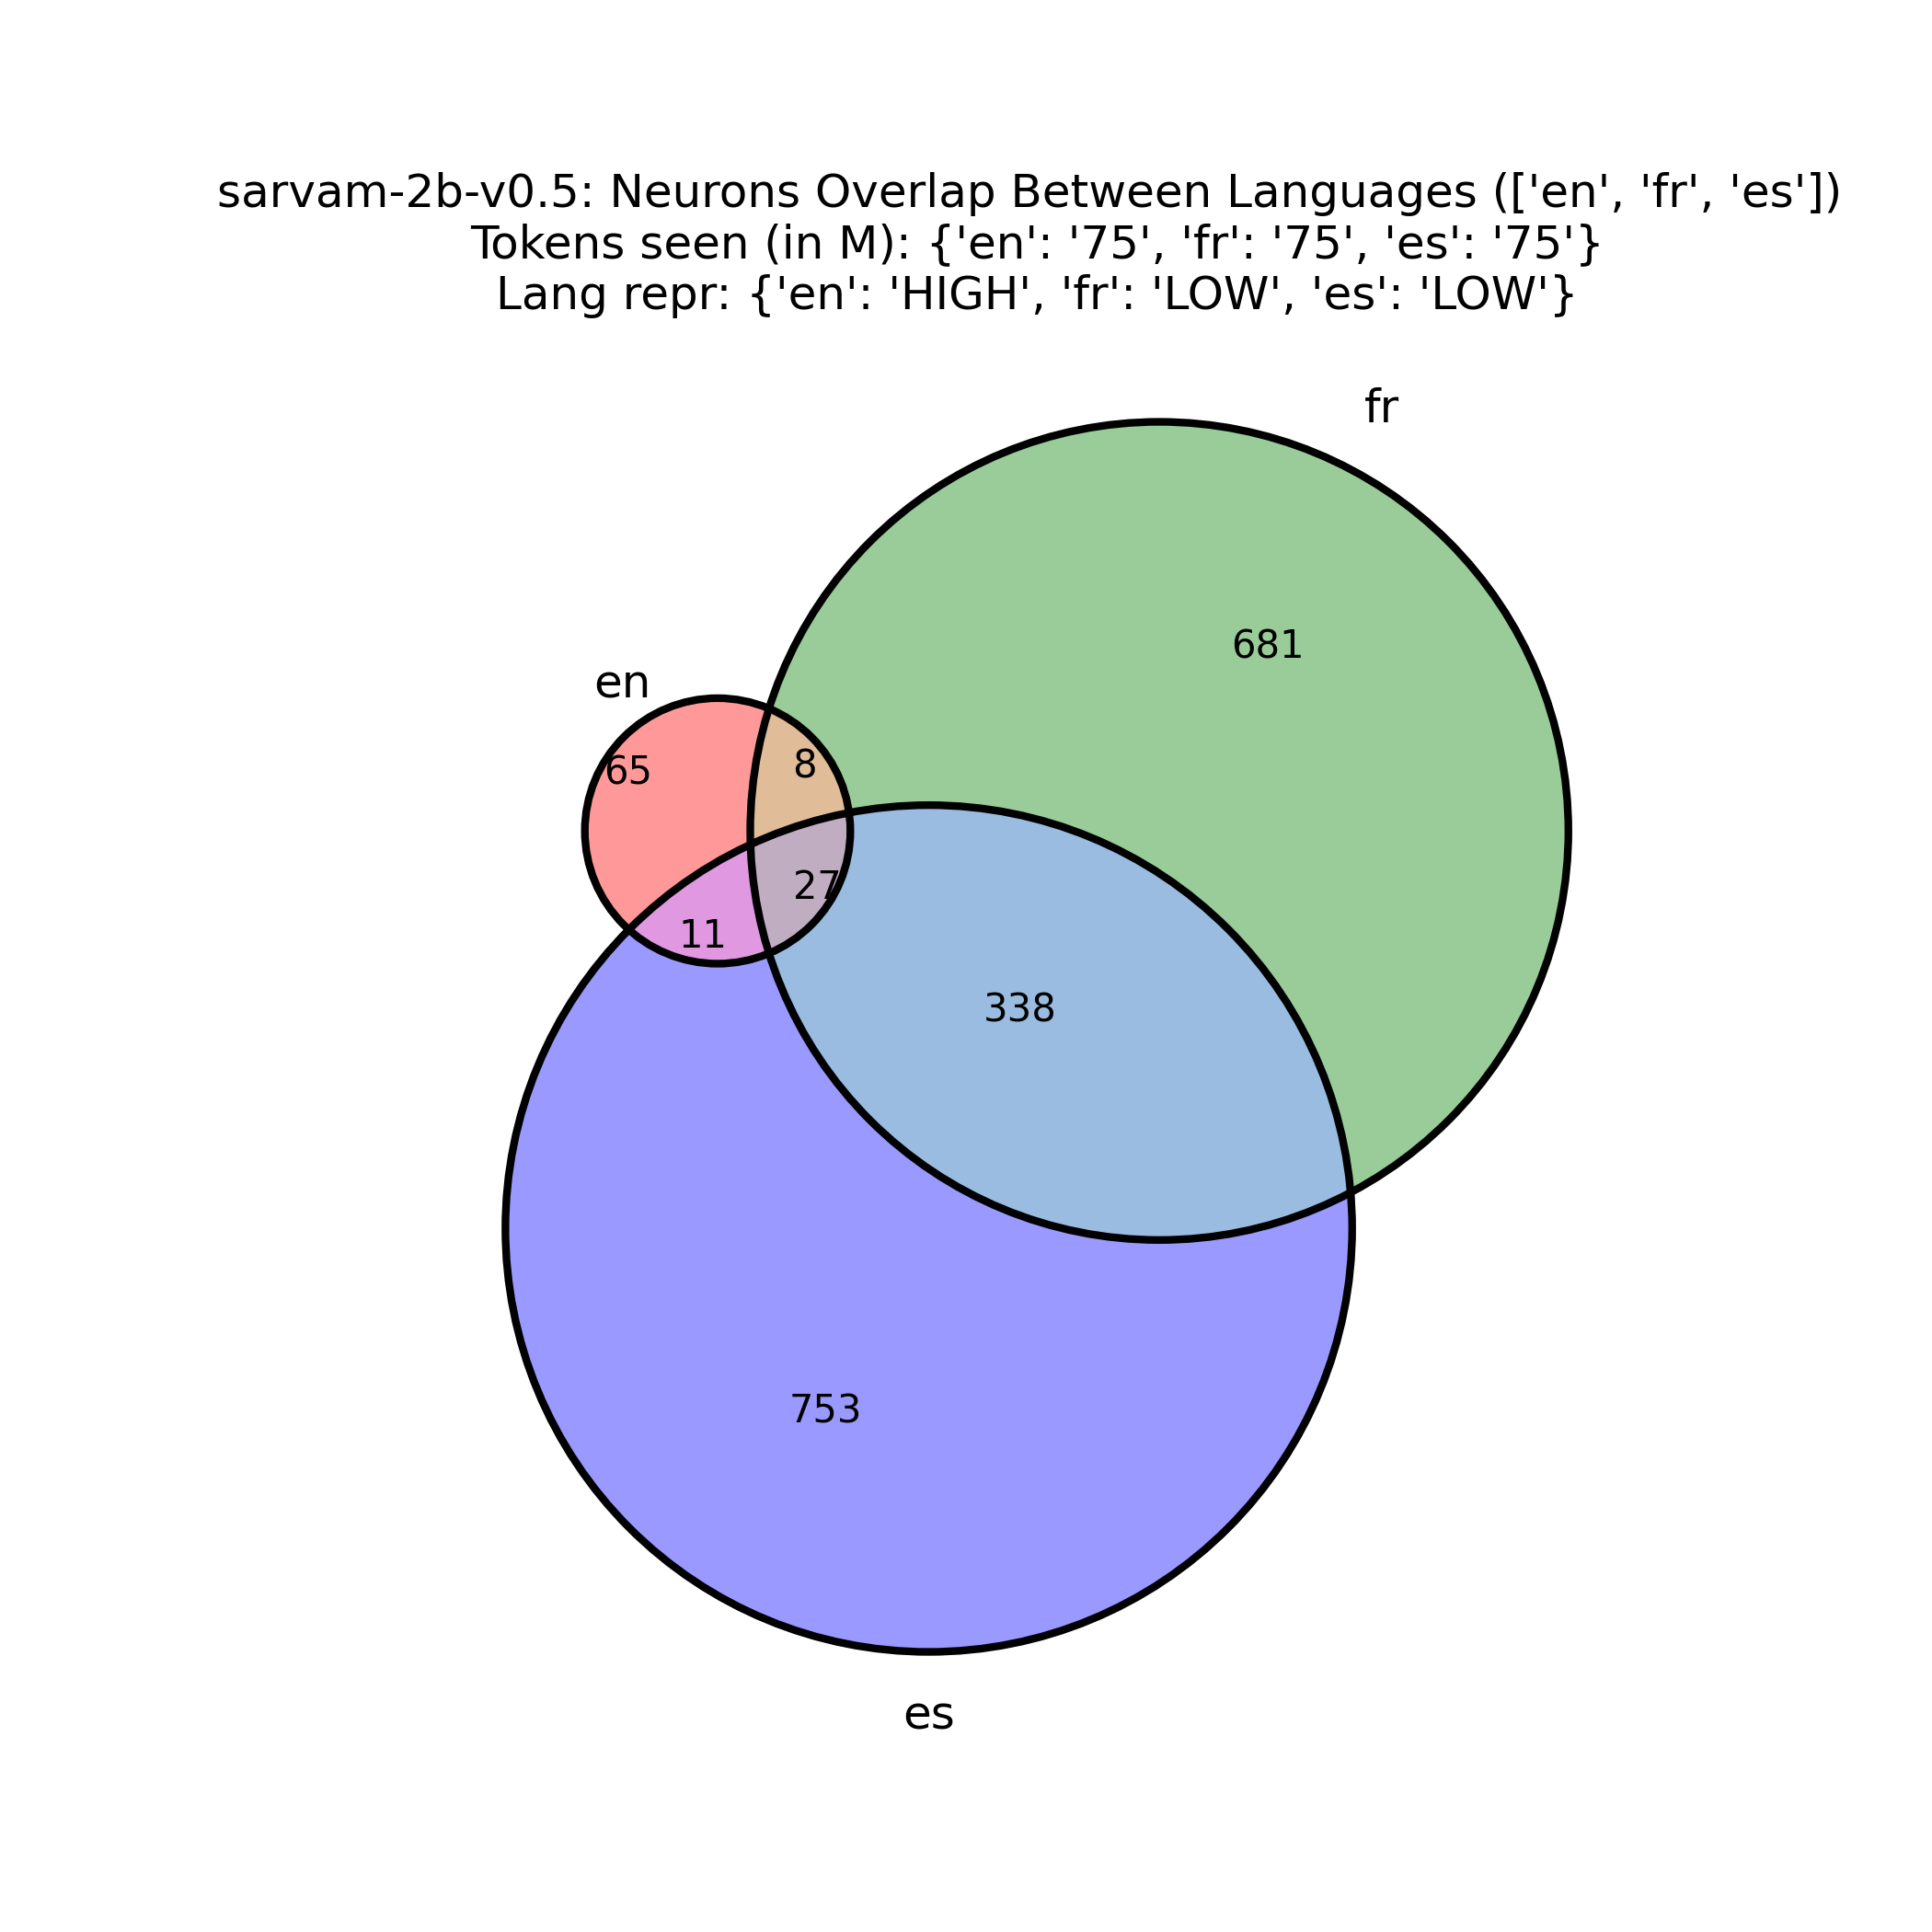 sarvam-2b-v0.5: Neurons Overlap Between Languages (['en', 'fr', 'es'])
Tokens seen (in M): {'en': '75', 'fr': '75', 'es': '75'}
Lang repr: {'en': 'HIGH', 'fr': 'LOW', 'es': 'LOW'}
fr
681
en
65
8
27
11
338
753
es